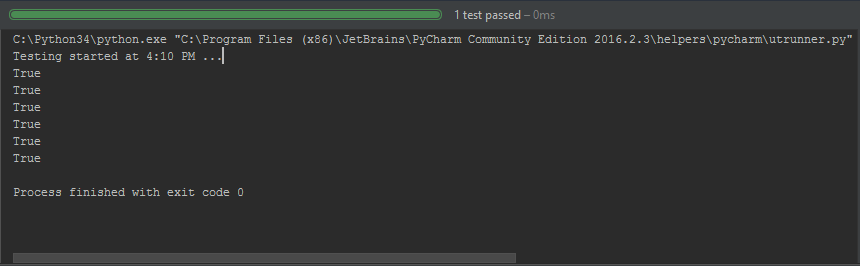 1 test passed – 0ms
C:\Python34\python.exe "C:\Program Files (x86)\JetBrains\PyCharm Community Edition 2016.2.3\helpers\pycharm\utrunner.py"
Testing started at 4:10 PM ...
True
True
True
True
True
True
Process finished with exit code 0